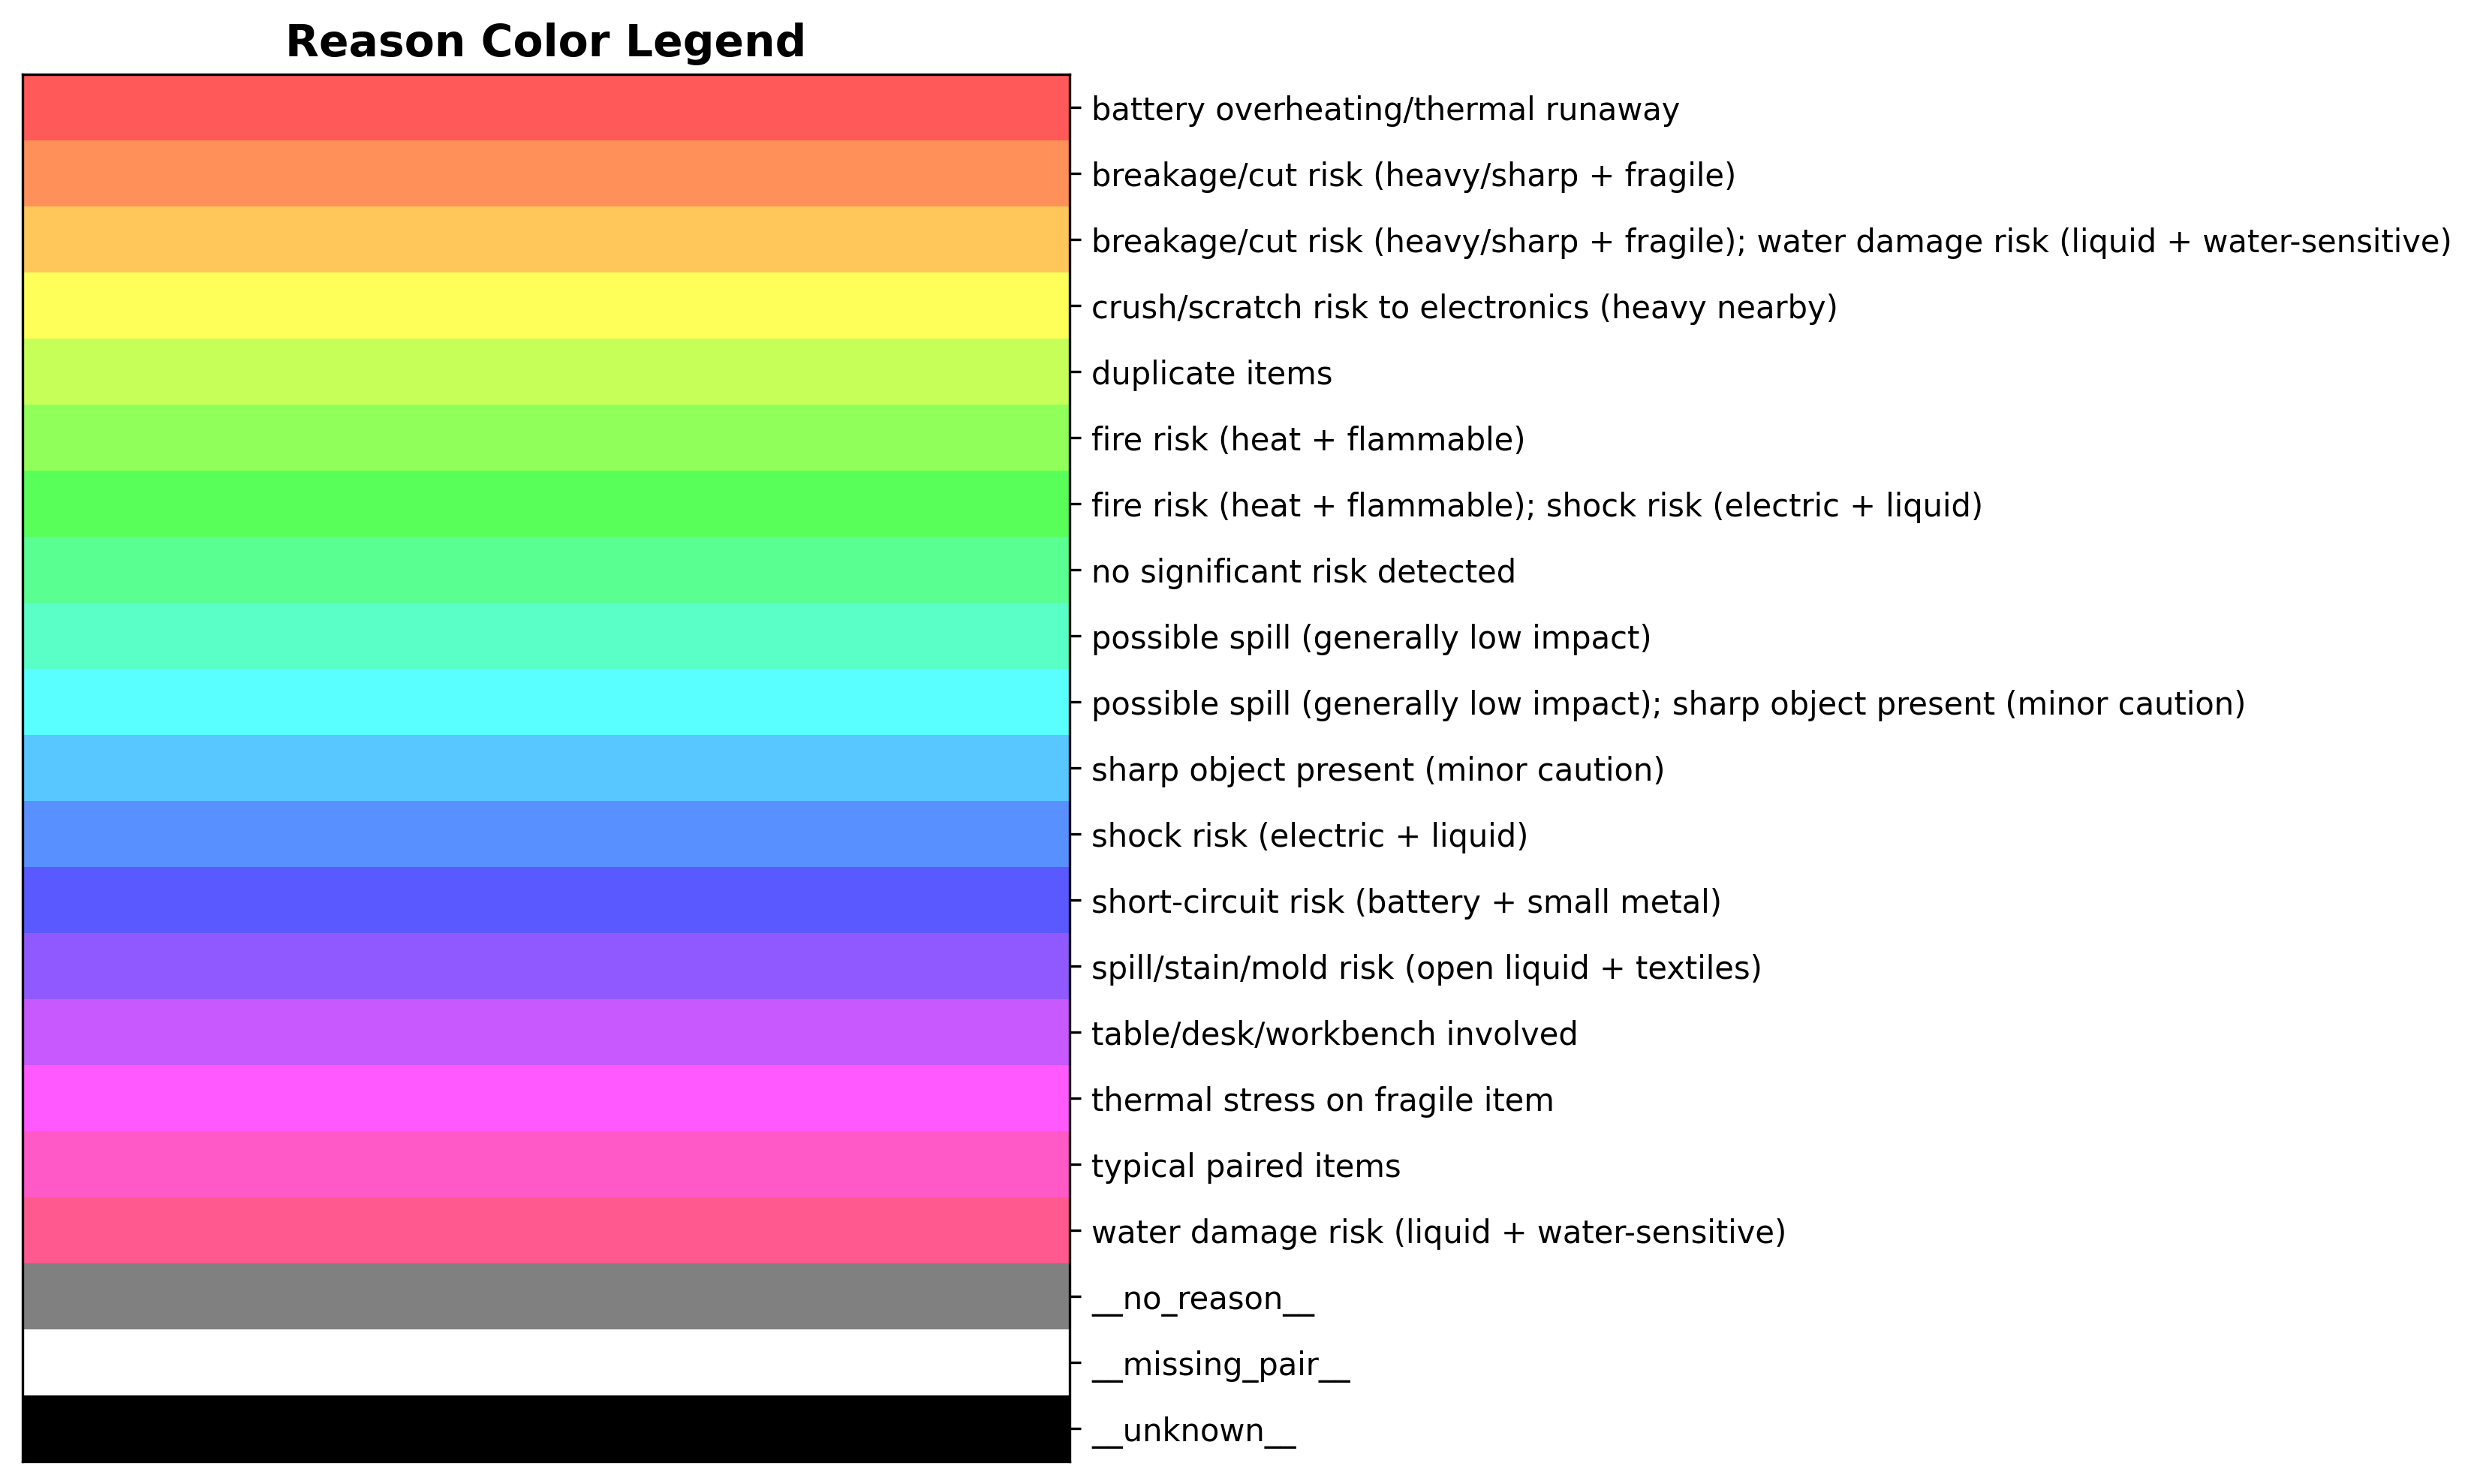 Reason Color Legend
battery overheating/thermal runaway
breakage/cut risk (heavy/sharp + fragile)
breakage/cut risk (heavy/sharp + fragile); water damage risk (liquid + water-sensitive)
crush/scratch risk to electronics (heavy nearby)
duplicate items
fire risk (heat + flammable)
fire risk (heat + flammable); shock risk (electric + liquid)
no significant risk detected
possible spill (generally low impact)
possible spill (generally low impact); sharp object present (minor caution)
sharp object present (minor caution)
shock risk (electric + liquid)
short-circuit risk (battery + small metal)
spill/stain/mold risk (open liquid + textiles)
table/desk/workbench involved
thermal stress on fragile item
typical paired items
water damage risk (liquid + water-sensitive)
__no_reason__
__missing_pair__
__unknown__